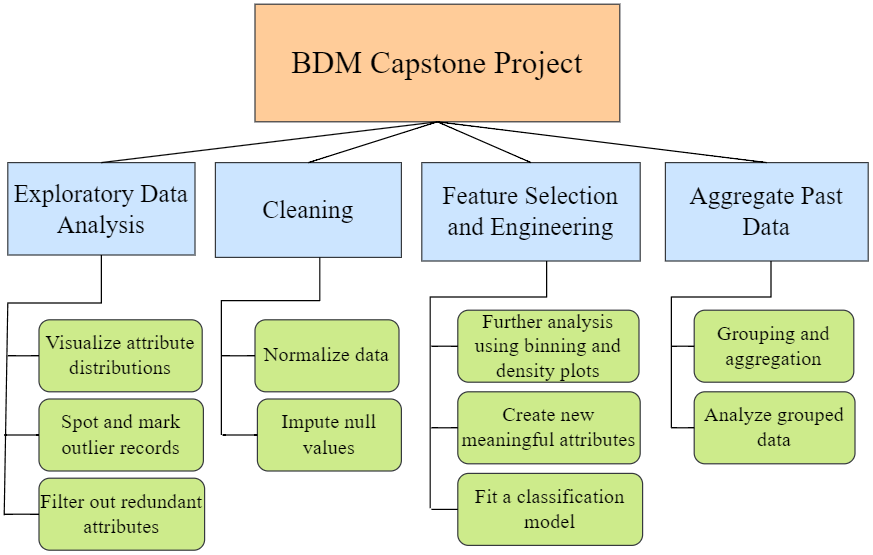 BDM Capstone Project
Exploratory Data
Analysis
Cleaning
Feature Selection
and Engineering
Aggregate Past
Data
Visualize attribute
distributions
Spot and mark
outlier records
Filter out redundant
attributes
Normalize data
Impute null
values
Further analysis
using binning and
density plots
Create new
meaningful attributes
Fit a classification
model
Grouping and
aggregation
Analyze grouped
data